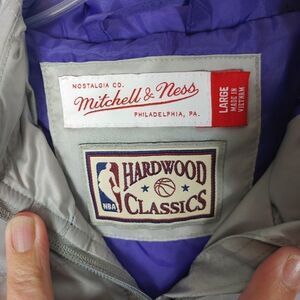 NOSTALGIA CO.
Mitchell & Ness
PHILADELPHIA, PA.
LARGE
MADE IN
VIETNAM
HARDWOOD
NBA
CLASSICS